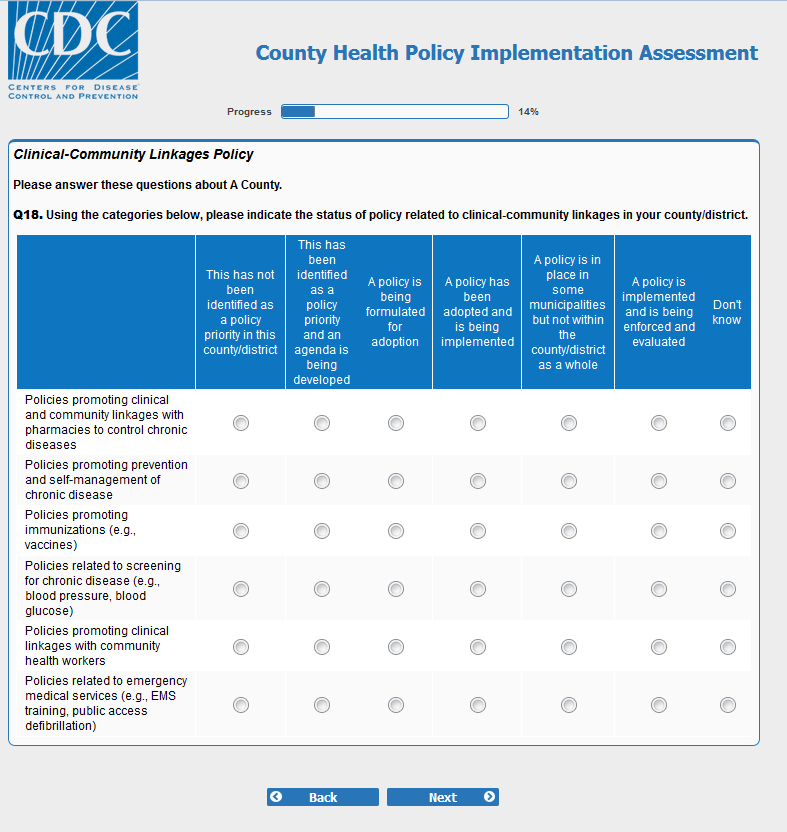 CDC
CENTERS FOR DISEASE
CONTROL AND PREVENTION
County Health Policy Implementation Assessment
Progress 14%
Clinical-Community Linkages Policy
Please answer these questions about A County.
Q18. Using the categories below, please indicate the status of policy related to clinical-community linkages in your county/district.
This has not
been
identified as
a policy
priority in this
county/district
This has
been
identified
as a
policy
priority
and an
agenda is
being
developed
A policy is
being
formulated
for
adoption
A policy has
been
adopted and
is being
implemented
A policy is in
place in
some
municipalities
but not within
the
county/district
as a whole
A policy is
implemented
and is being
enforced and
evaluated
Don't
know
Policies promoting clinical
and community linkages with
pharmacies to control chronic
diseases
Policies promoting prevention
and self-management of
chronic disease
Policies promoting
immunizations (e.g.,
vaccines)
Policies related to screening
for chronic disease (e.g.,
blood pressure, blood
glucose)
Policies promoting clinical
linkages with community
health workers
Policies related to emergency
medical services (e.g., EMS
training, public access
defibrillation)
Back
Next